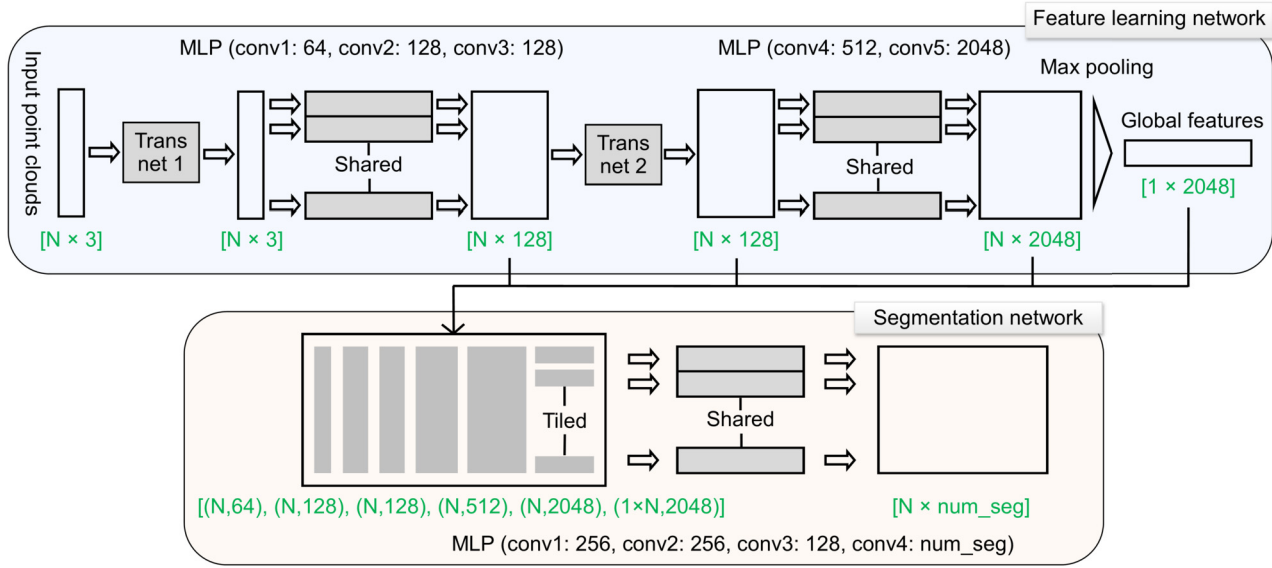 Feature learning network
Input point clouds
MLP (conv1: 64, conv2: 128, conv3: 128)
MLP (conv4: 512, conv5: 2048)
Max pooling
Trans
net 1
Shared
Trans
net 2
Shared
Global features
[1 × 2048]
[N × 3]
[N × 3]
[N × 128]
[N × 128]
[N × 2048]
Segmentation network
Tiled
Shared
[(N,64), (N,128), (N,128), (N,512), (N,2048), (1×N,2048)]
[N × num_seg]
MLP (conv1: 256, conv2: 256, conv3: 128, conv4: num_seg)